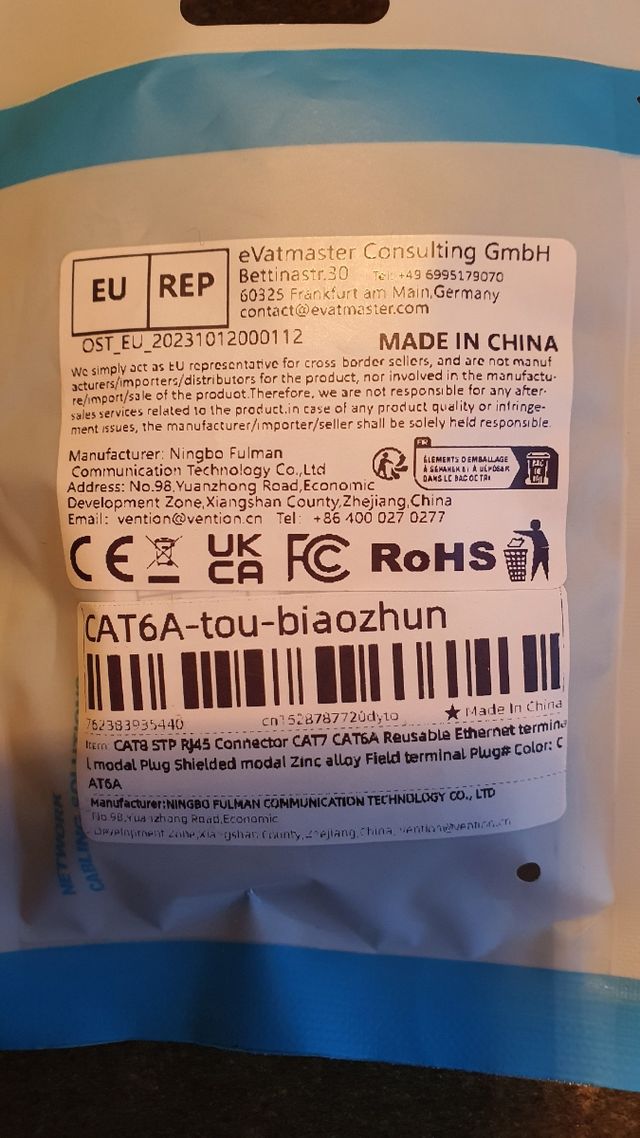 EU REP
eVatmaster Consulting GmbH
Bettinastr.30 Tel: +49 6995179070
60325 Frankfurt am Main,Germany
contact@evatmaster.com
OST_EU_20231012000112
MADE IN CHINA
We simply act as EU representative for cross border sellers, and are not manuf
acturers/importers/distributors for the product, nor involved in the manufactu-
re/import/sale of the product.Therefore, we are not responsible for any after-
sales services related to the product.in case of any product quality or infringe-
ment issues, the manufacturer/importer/seller shall be solely held responsible.
Manufacturer: Ningbo Fulman
Communication Technology Co.,Ltd
Address: No.98,Yuanzhong Road,Economic
Development Zone,Xiangshan County,Zhejiang,China
Email: vention@vention.cn Tel: +86 400 027 0277
FR
ÉLÉMENTS D'EMBALLAGE
À SÉPARER ET À DÉPOSER
DANS LE BAC DE TRI
BAC DE TRI
CE UK CA FC RoHS
CAT6A-tou-biaozhun
762383935440 cn1528787720dyto ★ Made In China
Item: CAT8 STP RJ45 Connector CAT7 CAT6A Reusable Ethernet termina
l modal Plug Shielded modal Zinc alloy Field terminal Plug# Color: C
AT6A
Manufacturer:NINGBO FULMAN COMMUNICATION TECHNOLOGY CO., LTD
No.98,Yuanzhong Road,Economic
Development Zone,Xiangshan County,Zhejiang,China, vention@vention.cn
NETWORK
CABLING SOLUTIONS